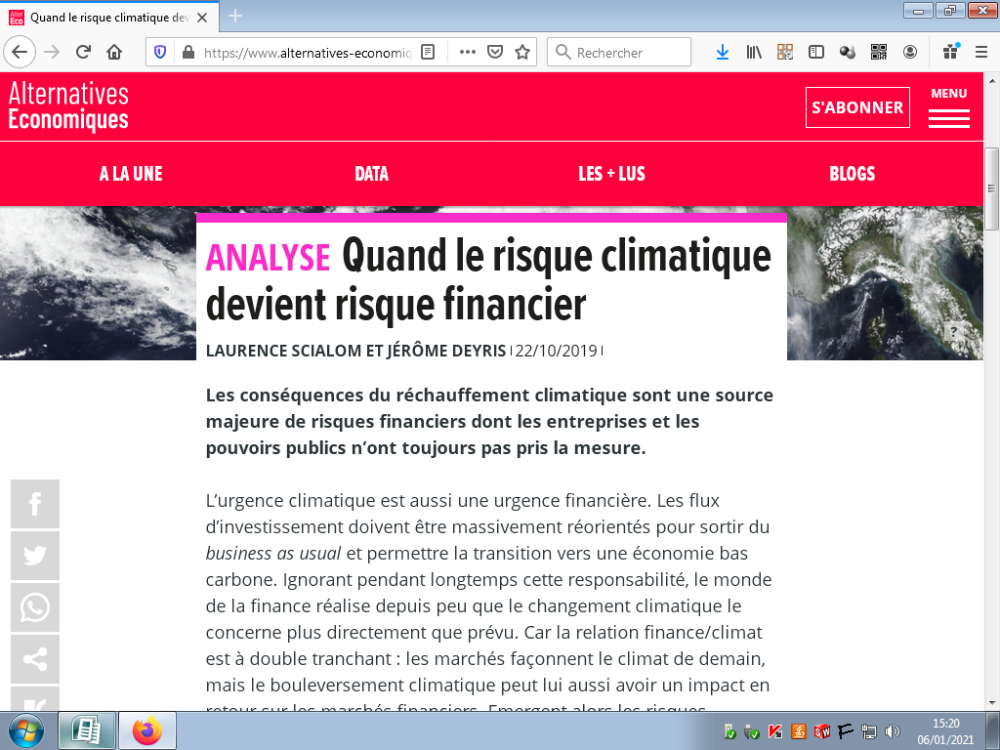 Quand le risque climatique dev
https://www.alternatives-economiq
Rechercher
Alternatives
Economiques
S'ABONNER
MENU
A LA UNE
DATA
LES + LUS
BLOGS
ANALYSE Quand le risque climatique
devient risque financier
LAURENCE SCIALOM ET JÉRÔME DEYRIS 22/10/2019
?
Les conséquences du réchauffement climatique sont une source
majeure de risques financiers dont les entreprises et les
pouvoirs publics n’ont toujours pas pris la mesure.
L’urgence climatique est aussi une urgence financière. Les flux
d’investissement doivent être massivement réorientés pour sortir du
business as usual et permettre la transition vers une économie bas
carbone. Ignorant pendant longtemps cette responsabilité, le monde
de la finance réalise depuis peu que le changement climatique le
concerne plus directement que prévu. Car la relation finance/climat
est à double tranchant : les marchés façonnent le climat de demain,
mais le bouleversement climatique peut lui aussi avoir un impact en
retour sur les marchés financiers. Emergent alors les risques
15:20
06/01/2021